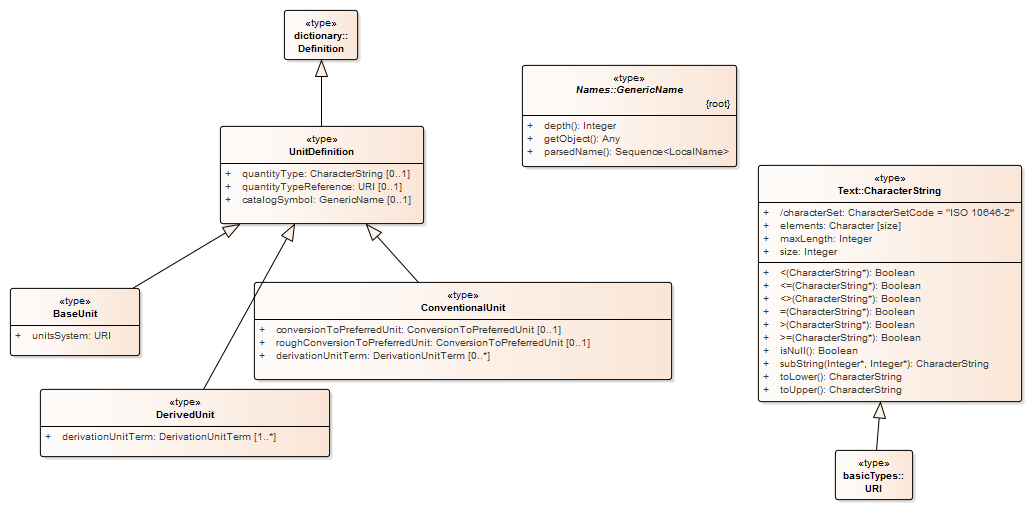 «type»
dictionary::
Definition
«type»
UnitDefinition
+ quantityType: CharacterString [0..1]
+ quantityTypeReference: URI [0..1]
+ catalogSymbol: GenericName [0..1]
«type»
BaseUnit
+ unitsSystem: URI
«type»
DerivedUnit
+ derivationUnitTerm: DerivationUnitTerm [1..*]
«type»
ConventionalUnit
+ conversionToPreferredUnit: ConversionToPreferredUnit [0..1]
+ roughConversionToPreferredUnit: ConversionToPreferredUnit [0..1]
+ derivationUnitTerm: DerivationUnitTerm [0..*]
«type»
Names::GenericName
{root}
+ depth(): Integer
+ getObject(): Any
+ parsedName(): Sequence<LocalName>
«type»
Text::CharacterString
+ /characterSet: CharacterSetCode = "ISO 10646-2"
+ elements: Character [size]
+ maxLength: Integer
+ size: Integer
+ <(CharacterString*): Boolean
+ <=(CharacterString*): Boolean
+ <>(CharacterString*): Boolean
+ =(CharacterString*): Boolean
+ >(CharacterString*): Boolean
+ >=(CharacterString*): Boolean
+ isNull(): Boolean
+ subString(Integer*, Integer*): CharacterString
+ toLower(): CharacterString
+ toUpper(): CharacterString
«type»
basicTypes::
URI